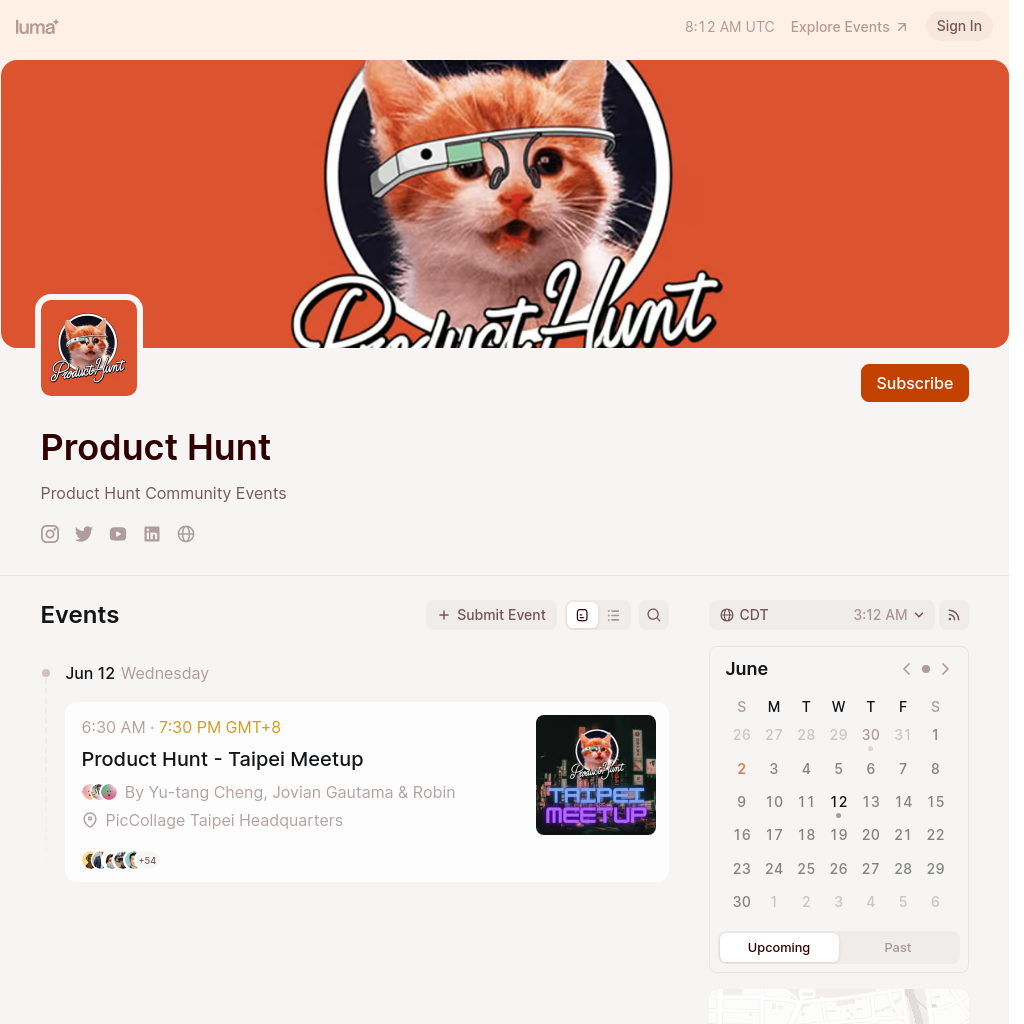 luma
8:12 AM UTC
Explore Events
Sign In
Product Hunt
Product Hunt
Subscribe
Product Hunt
Product Hunt Community Events
Events
Submit Event
CDT
3:12 AM
Jun 12 Wednesday
6:30 AM · 7:30 PM GMT+8
Product Hunt - Taipei Meetup
By Yu-tang Cheng, Jovian Gautama & Robin
PicCollage Taipei Headquarters
+54
Product Hunt
TAIPEI
MEETUP
June
S M T W T F S
26 27 28 29 30 31 1
2 3 4 5 6 7 8
9 10 11 12 13 14 15
16 17 18 19 20 21 22
23 24 25 26 27 28 29
30 1 2 3 4 5 6
Upcoming
Past